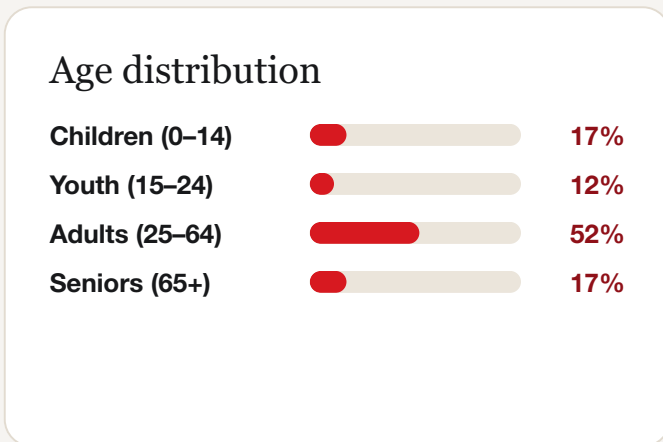 Age distribution
Children (0–14) 17%
Youth (15–24) 12%
Adults (25–64) 52%
Seniors (65+) 17%